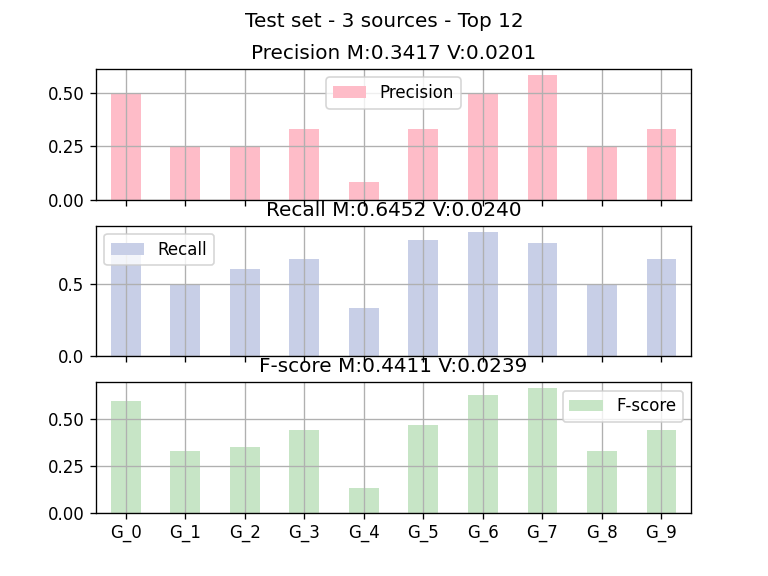 Test set - 3 sources - Top 12
Precision M:0.3417 V:0.0201
0.50
0.25
0.00
Precision
Recall M:0.6452 V:0.0240
0.5
0.0
Recall
F-score M:0.4411 V:0.0239
0.50
0.25
0.00
F-score
G_0 G_1 G_2 G_3 G_4 G_5 G_6 G_7 G_8 G_9